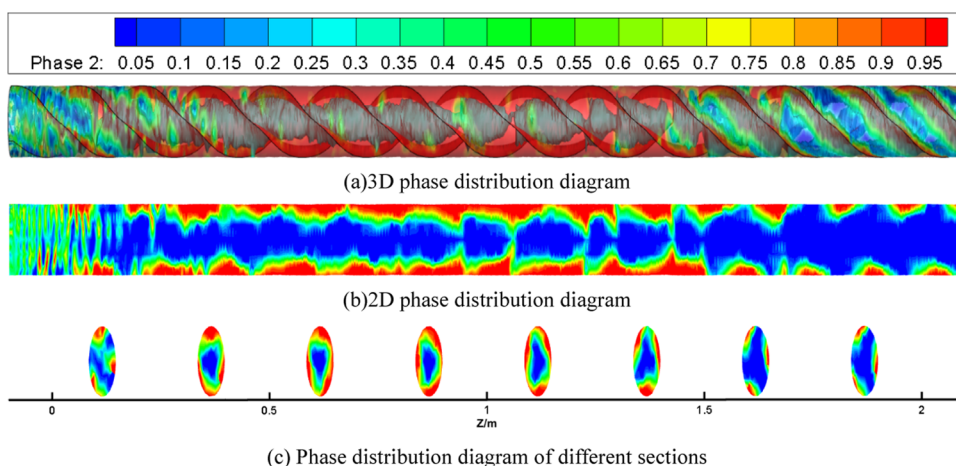 Phase 2: 0.05 0.1 0.15 0.2 0.25 0.3 0.35 0.4 0.45 0.5 0.55 0.6 0.65 0.7 0.75 0.8 0.85 0.9 0.95
(a)3D phase distribution diagram
(b)2D phase distribution diagram
0 0.5 1 1.5 2
Z/m
(c) Phase distribution diagram of different sections